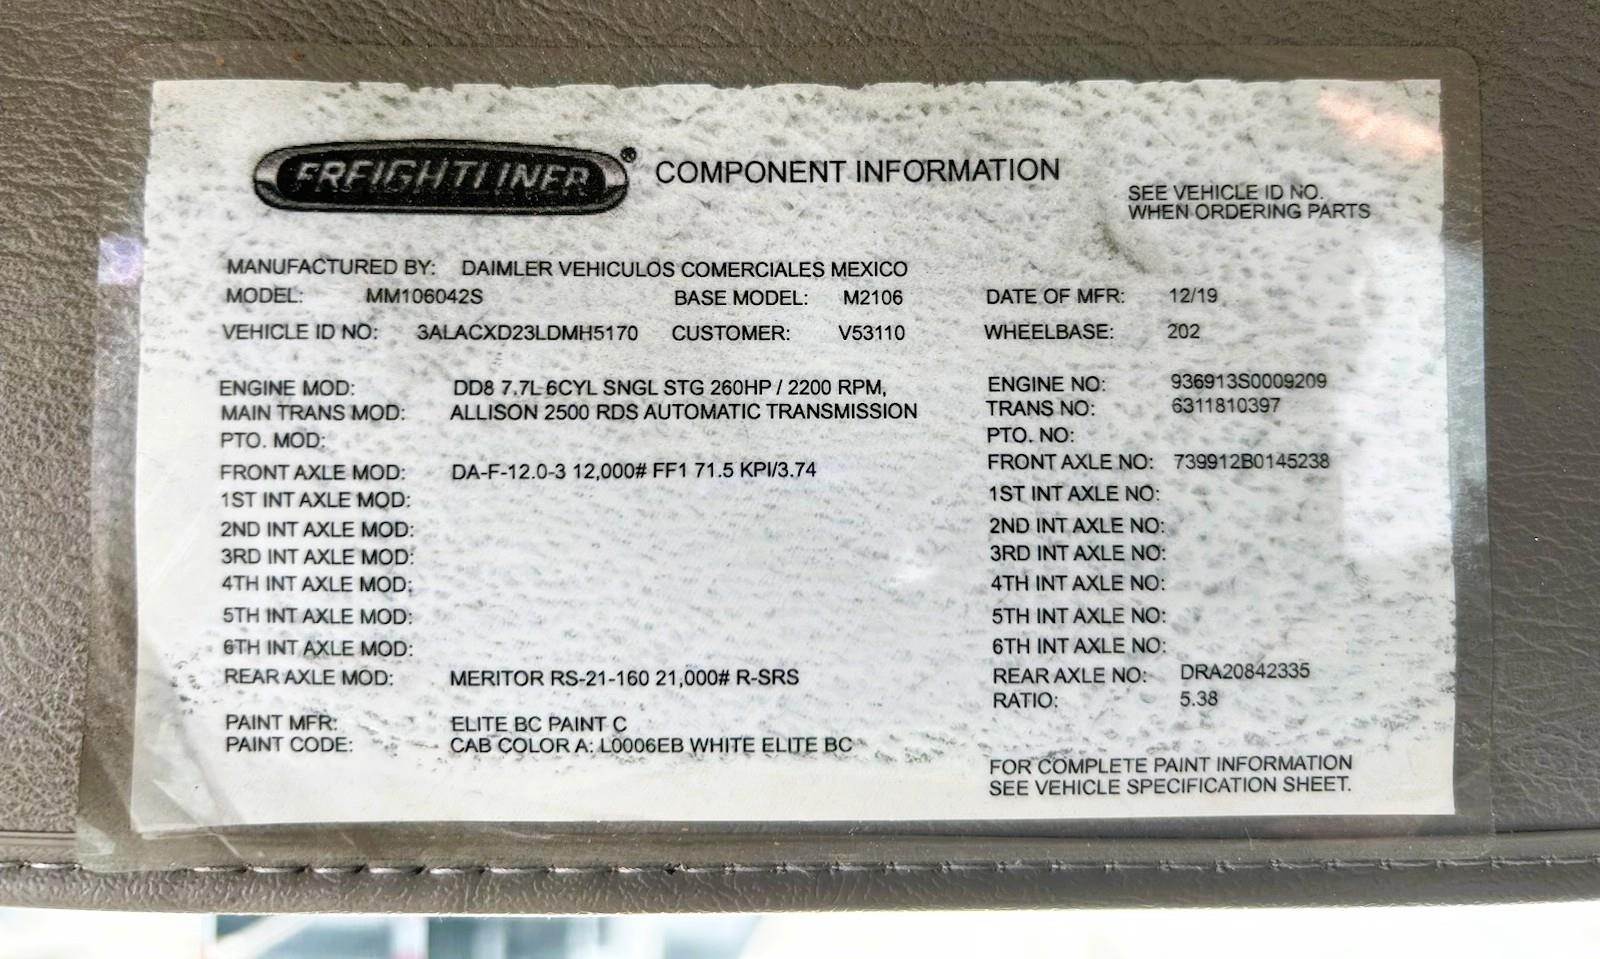 FREIGHTLINER® COMPONENT INFORMATION
SEE VEHICLE ID NO.
WHEN ORDERING PARTS
MANUFACTURED BY: DAIMLER VEHICULOS COMERCIALES MEXICO
MODEL: MM106042S BASE MODEL: M2106 DATE OF MFR: 12/19
VEHICLE ID NO: 3ALACXD23LDMH5170 CUSTOMER: V53110 WHEELBASE: 202
ENGINE MOD: DD8 7.7L 6CYL SNGL STG 260HP / 2200 RPM, ENGINE NO: 936913S0009209
MAIN TRANS MOD: ALLISON 2500 RDS AUTOMATIC TRANSMISSION TRANS NO: 6311810397
PTO. MOD: PTO. NO:
FRONT AXLE MOD: DA-F-12.0-3 12,000# FF1 71.5 KPI/3.74 FRONT AXLE NO: 739912B0145238
1ST INT AXLE MOD: 1ST INT AXLE NO:
2ND INT AXLE MOD: 2ND INT AXLE NO:
3RD INT AXLE MOD: 3RD INT AXLE NO:
4TH INT AXLE MOD: 4TH INT AXLE NO:
5TH INT AXLE MOD: 5TH INT AXLE NO:
6TH INT AXLE MOD: 6TH INT AXLE NO:
REAR AXLE MOD: MERITOR RS-21-160 21,000# R-SRS REAR AXLE NO: DRA20842335
RATIO: 5.38
PAINT MFR: ELITE BC PAINT C
PAINT CODE: CAB COLOR A: L0006EB WHITE ELITE BC
FOR COMPLETE PAINT INFORMATION
SEE VEHICLE SPECIFICATION SHEET.